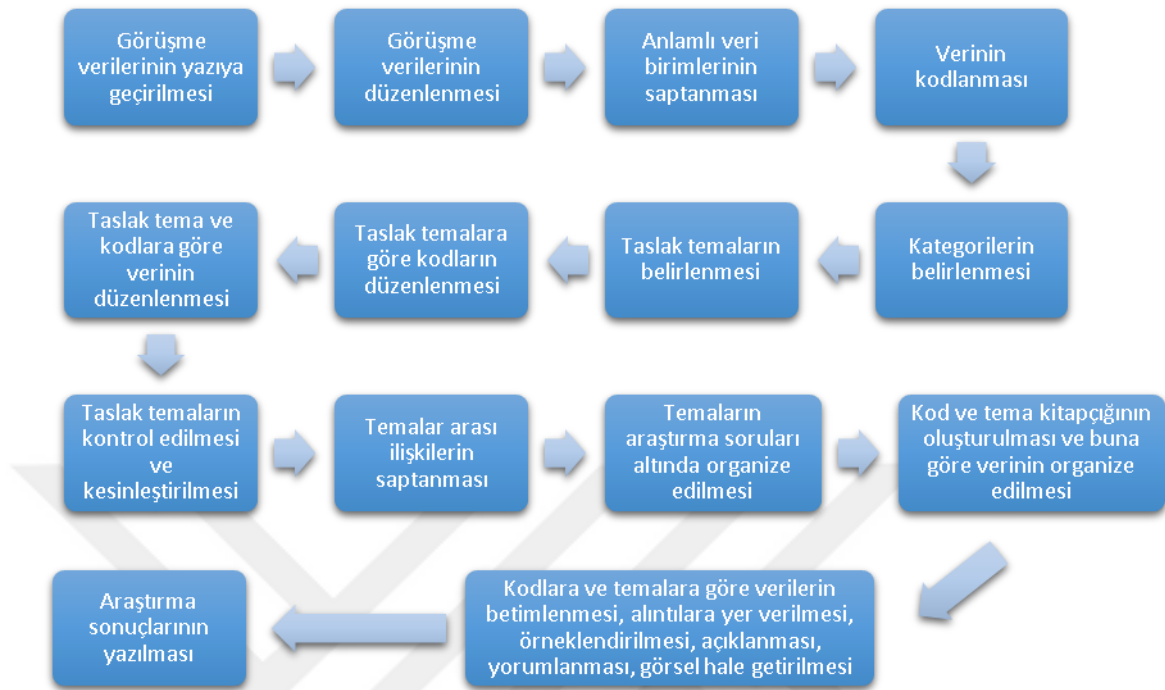 Görüşme
verilerinin yazıya
geçirilmesi
Görüşme
verilerinin
düzenlenmesi
Anlamlı veri
birimlerinin
saptanması
Verinin
kodlanması
Kategorilerin
belirlenmesi
Taslak temaların
belirlenmesi
Taslak temalara
göre kodların
düzenlenmesi
Taslak tema ve
kodlara göre
verinin
düzenlenmesi
Taslak temaların
kontrol edilmesi
ve
kesinleştirilmesi
Temalar arası
ilişkilerin
saptanması
Temaların
araştırma soruları
altında organize
edilmesi
Kod ve tema kitapçığının
oluşturulması ve buna
göre verinin organize
edilmesi
Kodlara ve temalara göre verilerin
betimlenmesi, alıntılara yer verilmesi,
örneklendirilmesi, açıklanması,
yorumlanması, görsel hale getirilmesi
Araştırma
sonuçlarının
yazılması